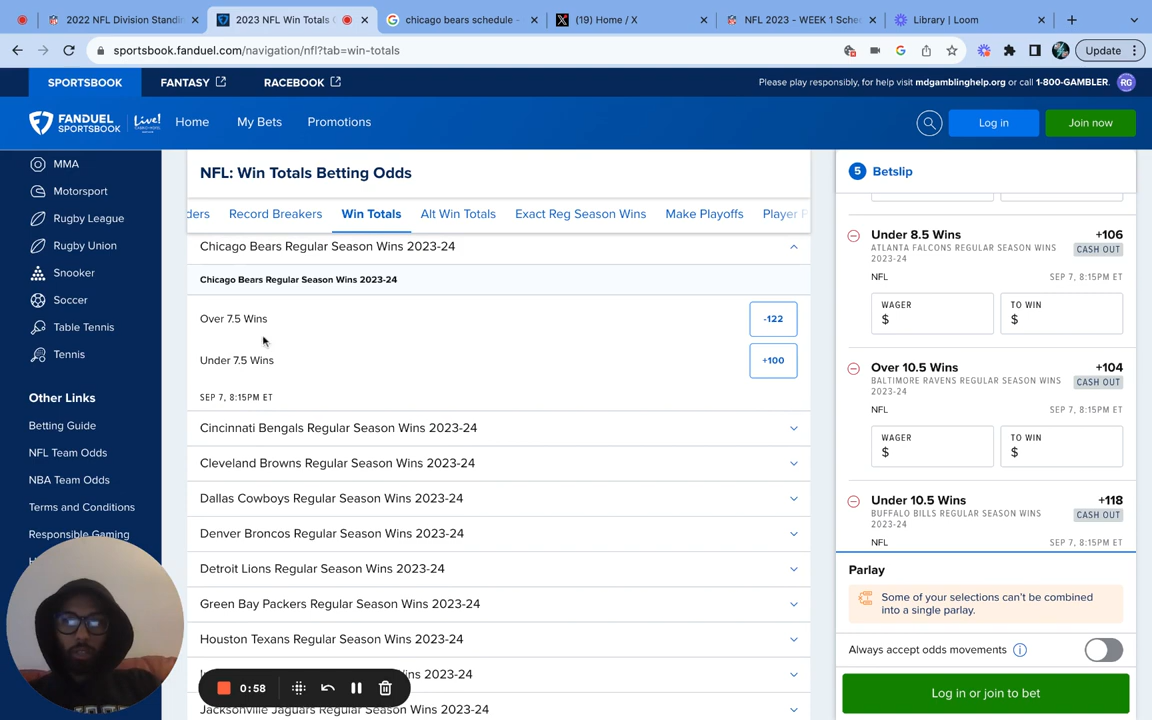 2022 NFL Division Standin
2023 NFL Win Totals
chicago bears schedule -
(19) Home / X
NFL 2023 - WEEK 1 Sche
Library | Loom
sportsbook.fanduel.com/navigation/nfl?tab=win-totals
Update
SPORTSBOOK
FANTASY
RACEBOOK
Please play responsibly, for help visit mdgamblinghelp.org or call 1-800-GAMBLER.
RG
FANDUEL
SPORTSBOOK
Live!
Home
My Bets
Promotions
Log in
Join now
MMA
Motorsport
Rugby League
Rugby Union
Snooker
Soccer
Table Tennis
Tennis
Other Links
Betting Guide
NFL Team Odds
NBA Team Odds
Terms and Conditions
Responsible Gaming
NFL: Win Totals Betting Odds
ders
Record Breakers
Win Totals
Alt Win Totals
Exact Reg Season Wins
Make Playoffs
Player P
Chicago Bears Regular Season Wins 2023-24
Chicago Bears Regular Season Wins 2023-24
Over 7.5 Wins
-122
Under 7.5 Wins
+100
SEP 7, 8:15PM ET
Cincinnati Bengals Regular Season Wins 2023-24
Cleveland Browns Regular Season Wins 2023-24
Dallas Cowboys Regular Season Wins 2023-24
Denver Broncos Regular Season Wins 2023-24
Detroit Lions Regular Season Wins 2023-24
Green Bay Packers Regular Season Wins 2023-24
Houston Texans Regular Season Wins 2023-24
Season Wins 2023-24
Jacksonville Jaguars Regular Season Wins 2023-24
0:58
5 Betslip
Under 8.5 Wins
+106
ATLANTA FALCONS REGULAR SEASON WINS
2023-24
CASH OUT
NFL
SEP 7, 8:15PM ET
WAGER
$
TO WIN
$
Over 10.5 Wins
+104
BALTIMORE RAVENS REGULAR SEASON WINS
2023-24
CASH OUT
NFL
SEP 7, 8:15PM ET
WAGER
$
TO WIN
$
Under 10.5 Wins
+118
BUFFALO BILLS REGULAR SEASON WINS
2023-24
CASH OUT
NFL
SEP 7, 8:15PM ET
Parlay
Some of your selections can't be combined
into a single parlay.
Always accept odds movements
Log in or join to bet